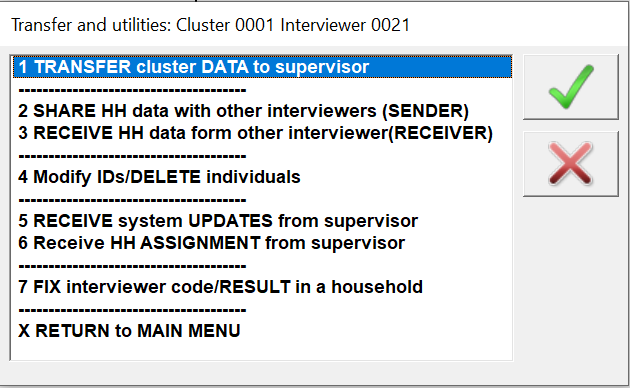 Transfer and utilities: Cluster 0001 Interviewer 0021
1 TRANSFER cluster DATA to supervisor
--------------------------------------
2 SHARE HH data with other interviewers (SENDER)
3 RECEIVE HH data form other interviewer(RECEIVER)
--------------------------------------
4 Modify IDs/DELETE individuals
--------------------------------------
5 RECEIVE system UPDATES from supervisor
6 Receive HH ASSIGNMENT from supervisor
--------------------------------------
7 FIX interviewer code/RESULT in a household
--------------------------------------
X RETURN to MAIN MENU